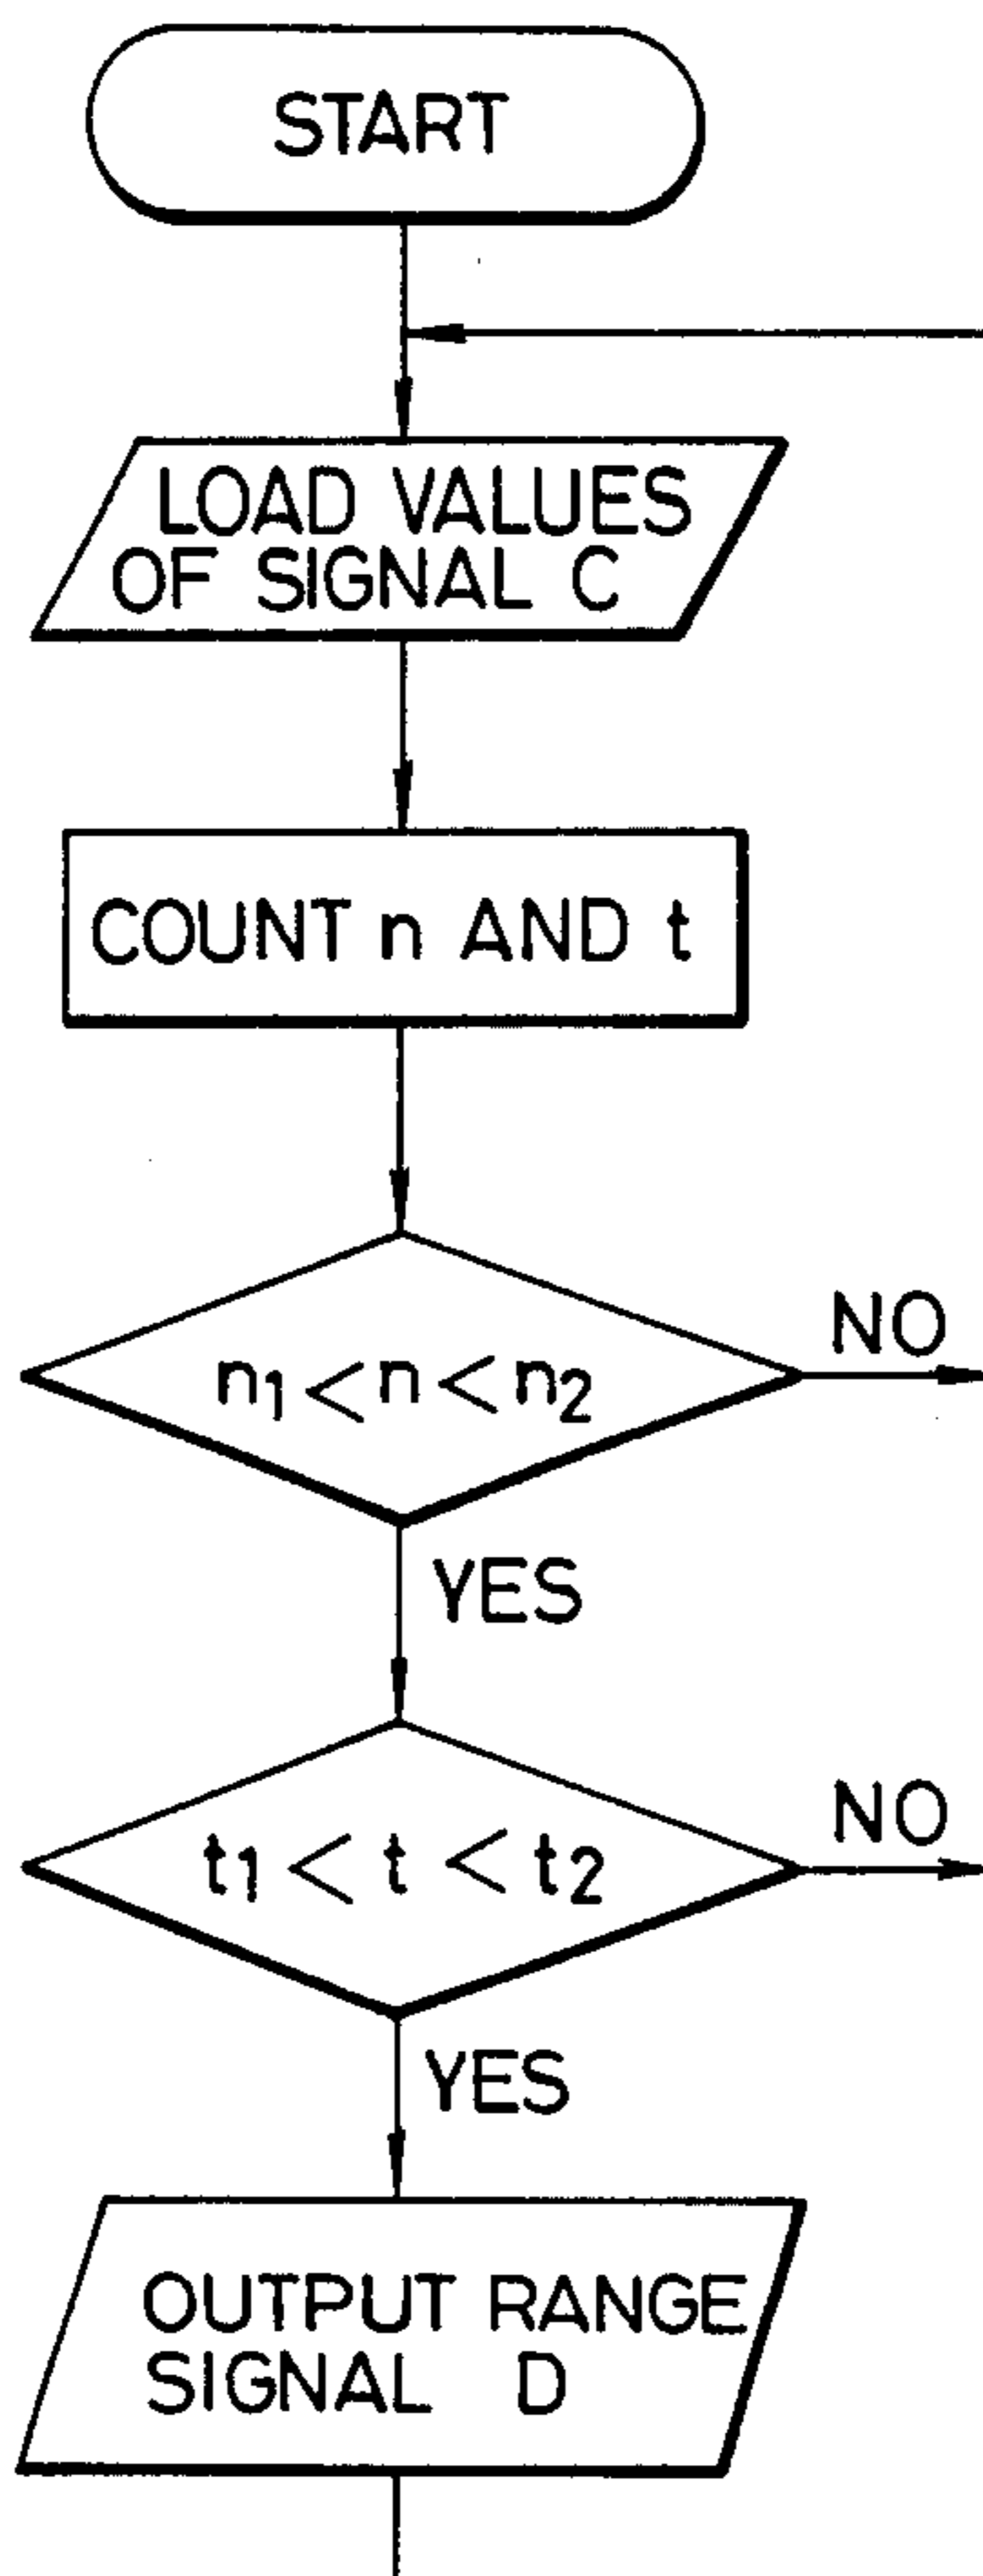 START
LOAD VALUES
OF SIGNAL C
COUNT n AND t
n₁ < n < n₂
NO
YES
t₁ < t < t₂
NO
YES
OUTPUT RANGE
SIGNAL D